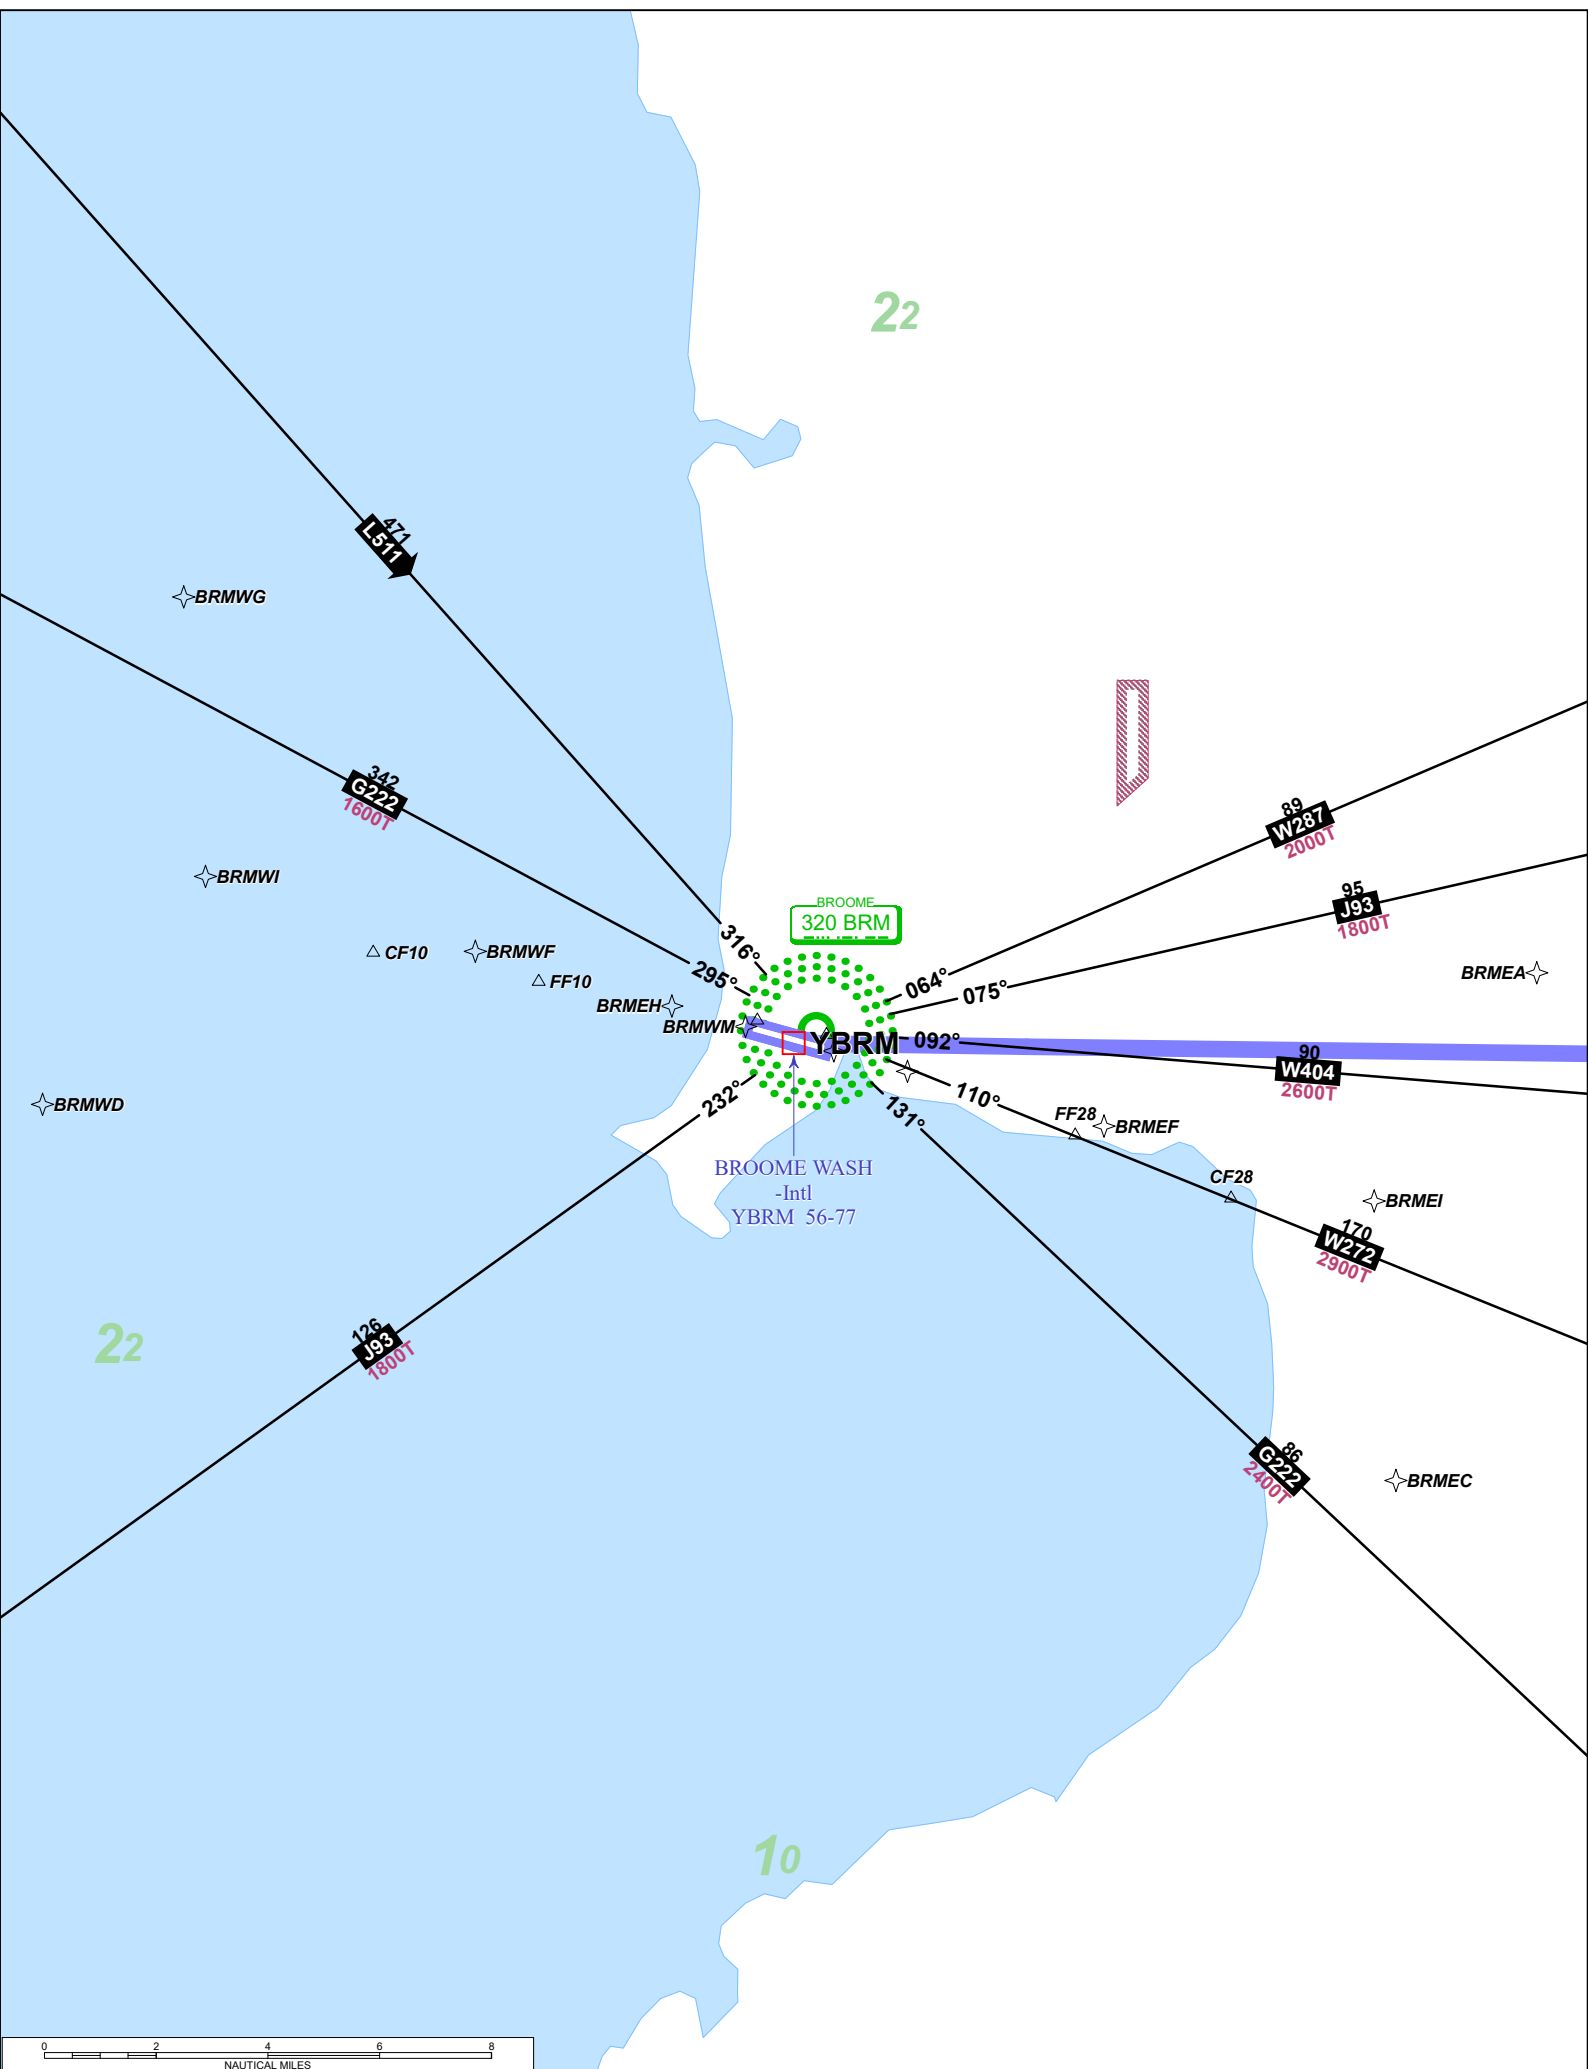 22
471
L511
BRMWG
342
G222
1600T
89
W287
2000T
BRMWI
95
J93
1800T
BROOME
320 BRM
316°
CF10
BRMWF
295°
FF10
064°
075°
BRMEA
BRMEH
BRMWM
YBRM
092°
90
W404
2600T
BRMWD
232°
110°
131°
FF28
BRMEF
BROOME WASH
-Intl
YBRM 56-77
CF28
BRMEI
170
W272
2900T
22
126
J93
1800T
86
G222
2400T
BRMEC
10
0 2 4 6 8
NAUTICAL MILES